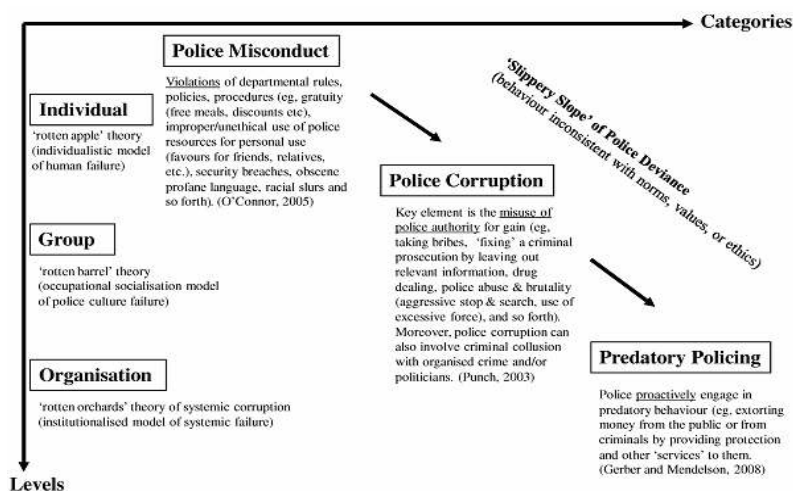 Categories
Police Misconduct
Violations of departmental rules,
policies, procedures (eg, gratuity
(free meals, discounts etc),
improper/unethical use of police
resources for personal use
(favours for friends, relatives,
etc.), security breaches, obscene
profane language, racial slurs and
so forth). (O'Connor, 2005)
'Slippery Slope' of Police Deviance
(behaviour inconsistent with norms, values, or ethics)
Individual
'rotten apple' theory
(individualistic model
of human failure)
Police Corruption
Key element is the misuse of
police authority for gain (eg,
taking bribes, 'fixing' a criminal
prosecution by leaving out
relevant information, drug
dealing, police abuse & brutality
(aggressive stop & search, use of
excessive force), and so forth).
Moreover, police corruption can
also involve criminal collusion
with organised crime and/or
politicians. (Punch, 2003)
Group
'rotten barrel' theory
(occupational socialisation model
of police culture failure)
Predatory Policing
Police proactively engage in
predatory behaviour (eg, extorting
money from the public or from
criminals by providing protection
and other 'services' to them.
(Gerber and Mendelson, 2008)
Organisation
'rotten orchards' theory of systemic corruption
(institutionalised model of systemic failure)
Levels